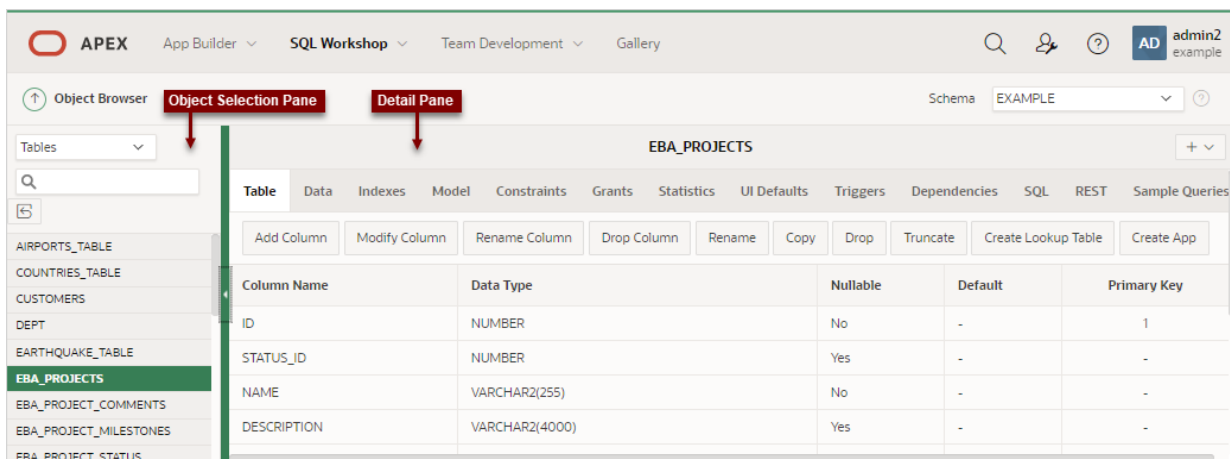 APEX App Builder SQL Workshop Team Development Gallery AD admin2
example
Object Browser Object Selection Pane Detail Pane Schema EXAMPLE
Tables EBA_PROJECTS
Table Data Indexes Model Constraints Grants Statistics UI Defaults Triggers Dependencies SQL REST Sample Queries
Add Column Modify Column Rename Column Drop Column Rename Copy Drop Truncate Create Lookup Table Create App
AIRPORTS_TABLE
COUNTRIES_TABLE
CUSTOMERS
DEPT
EARTHQUAKE_TABLE
EBA_PROJECTS
EBA_PROJECT_COMMENTS
EBA_PROJECT_MILESTONES
EBA_PROJECT_STATUS
Column Name Data Type Nullable Default Primary Key
ID NUMBER No - 1
STATUS_ID NUMBER Yes - -
NAME VARCHAR2(255) No - -
DESCRIPTION VARCHAR2(4000) Yes - -